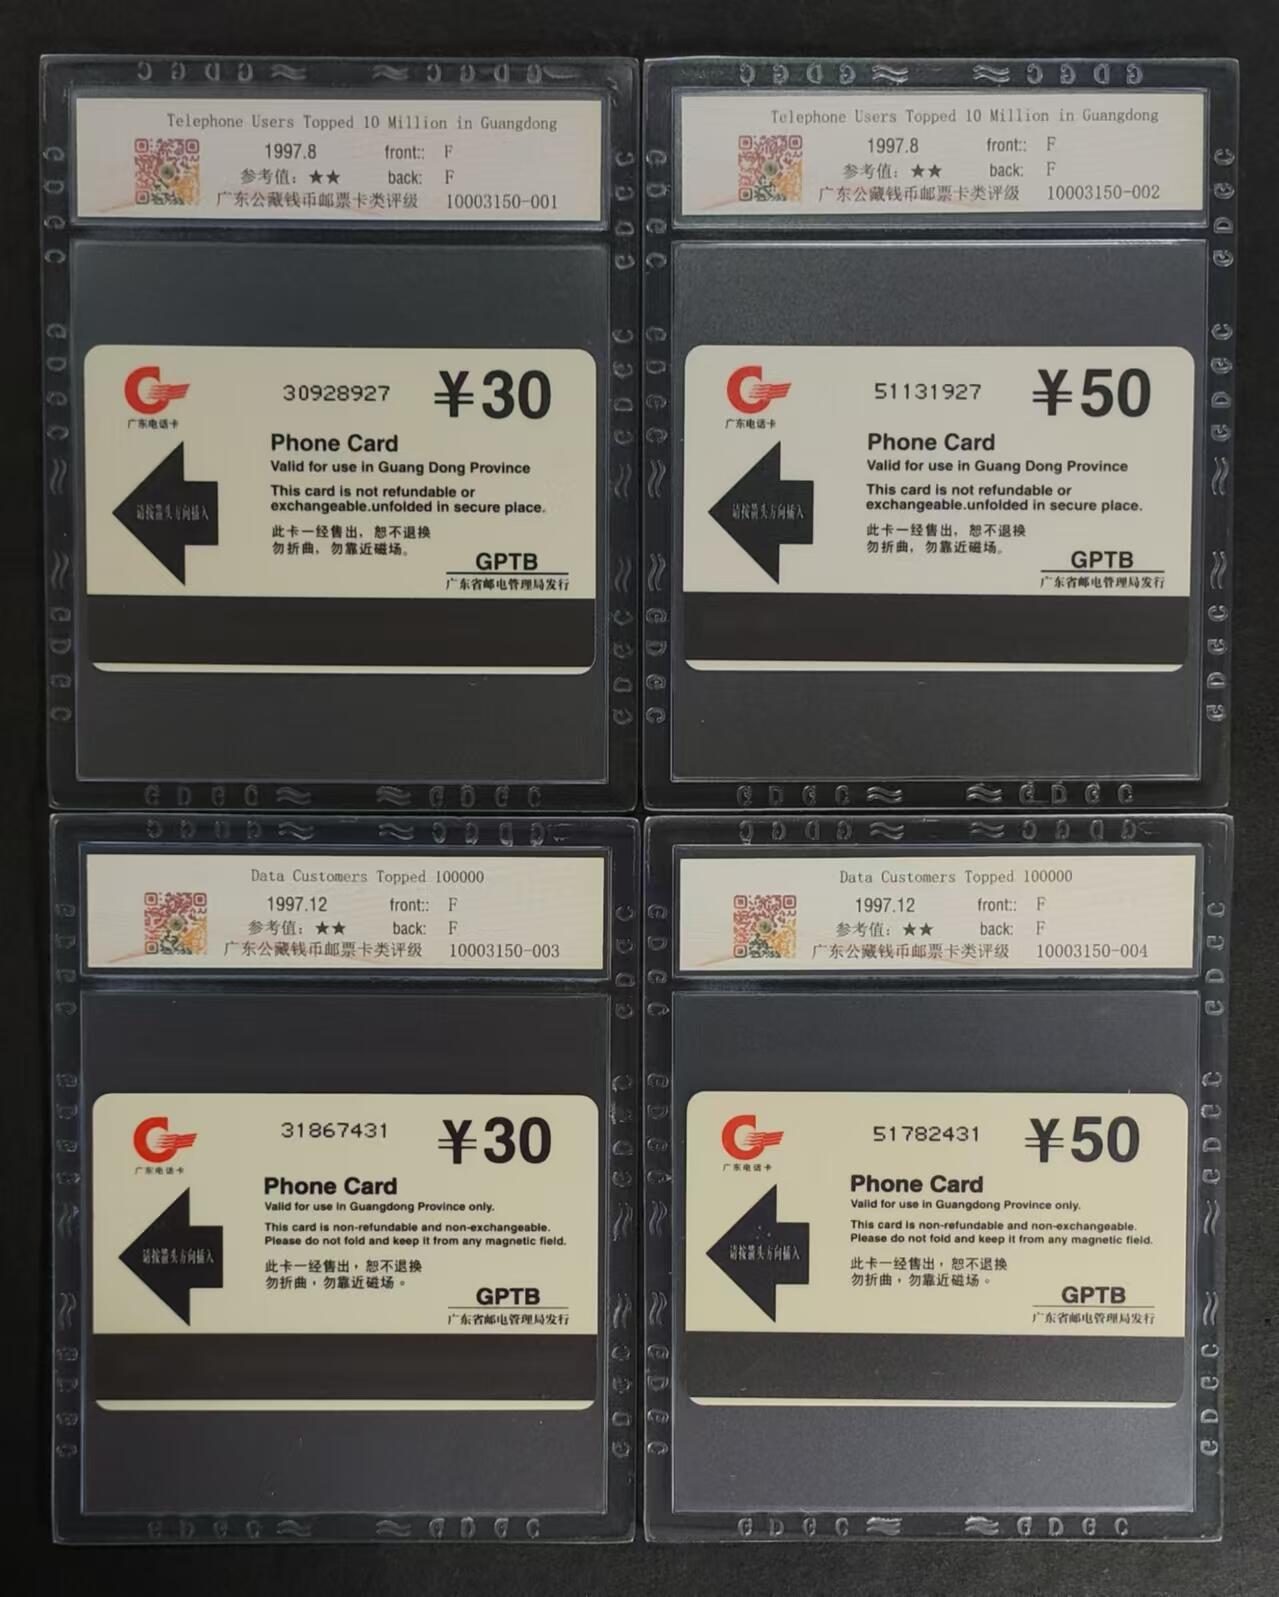 Telephone Users Topped 10 Million in Guangdong
1997.8 front:: F
参考值：★★ back: F
广东公藏钱币邮票卡类评级 10003150-001
30928927 ¥30
广东电话卡
Phone Card
Valid for use in Guang Dong Province
This card is not refundable or
exchangeable.unfolded in secure place.
请按箭头方向插入
此卡一经售出，恕不退换
勿折曲，勿靠近磁场。
GPTB
广东省邮电管理局发行
Telephone Users Topped 10 Million in Guangdong
1997.8 front:: F
参考值：★★ back: F
广东公藏钱币邮票卡类评级 10003150-002
51131927 ¥50
广东电话卡
Phone Card
Valid for use in Guang Dong Province
This card is not refundable or
exchangeable.unfolded in secure place.
请按箭头方向插入
此卡一经售出，恕不退换
勿折曲，勿靠近磁场。
GPTB
广东省邮电管理局发行
GDGC GDGC
GDGC GDGC
Data Customers Topped 100000
1997.12 front:: F
参考值：★★ back: F
广东公藏钱币邮票卡类评级 10003150-003
31867431 ¥30
广东电话卡
Phone Card
Valid for use in Guangdong Province only.
This card is non-refundable and non-exchangeable.
Please do not fold and keep it from any magnetic field.
请按箭头方向插入
此卡一经售出，恕不退换
勿折曲，勿靠近磁场。
GPTB
广东省邮电管理局发行
Data Customers Topped 100000
1997.12 front:: F
参考值：★★ back: F
广东公藏钱币邮票卡类评级 10003150-004
51782431 ¥50
广东电话卡
Phone Card
Valid for use in Guangdong Province only.
This card is non-refundable and non-exchangeable.
Please do not fold and keep it from any magnetic field.
请按箭头方向插入
此卡一经售出，恕不退换
勿折曲，勿靠近磁场。
GPTB
广东省邮电管理局发行
GDGC GDGC
GDGC GDGC